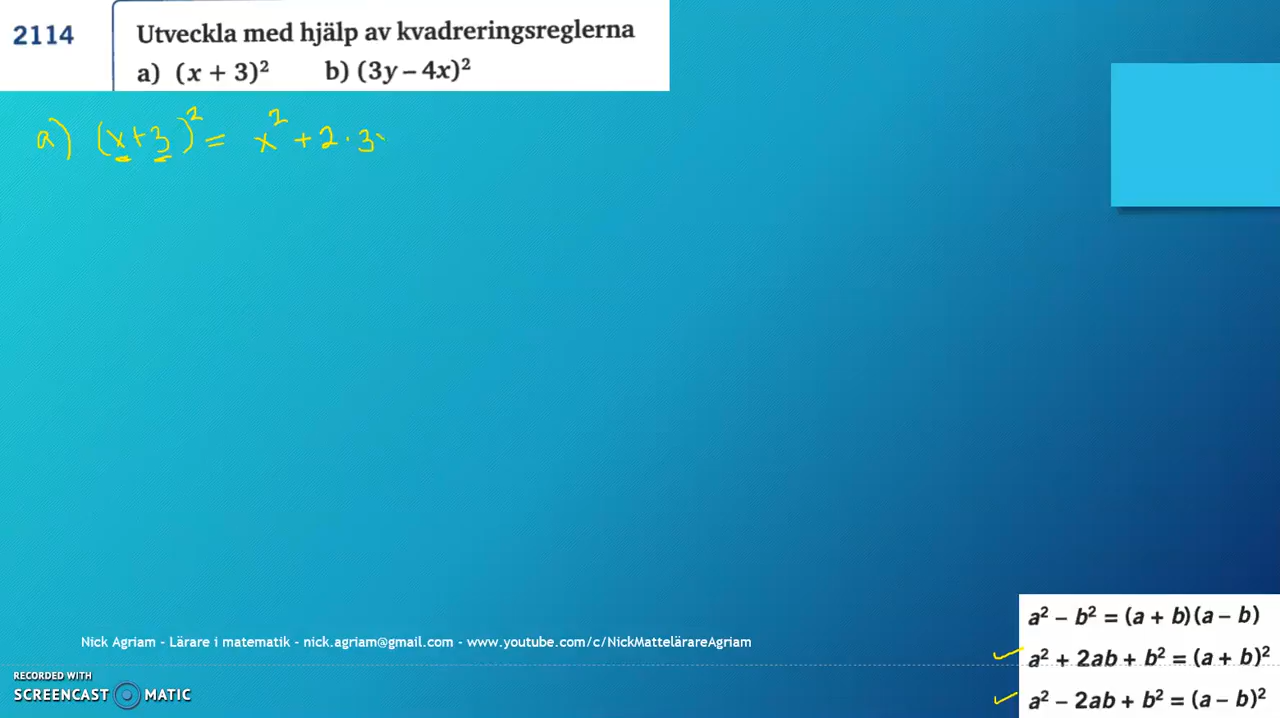 2114 Utveckla med hjälp av kvadreringsreglerna
a) (x + 3)² b) (3y – 4x)²
a) (x+3)² = x² + 2 · 3
Nick Agriam - Lärare i matematik - nick.agriam@gmail.com - www.youtube.com/c/NickMattelärareAgriam
a² – b² = (a + b)(a – b)
a² + 2ab + b² = (a + b)²
a² – 2ab + b² = (a – b)²
RECORDED WITH
SCREENCAST MATIC